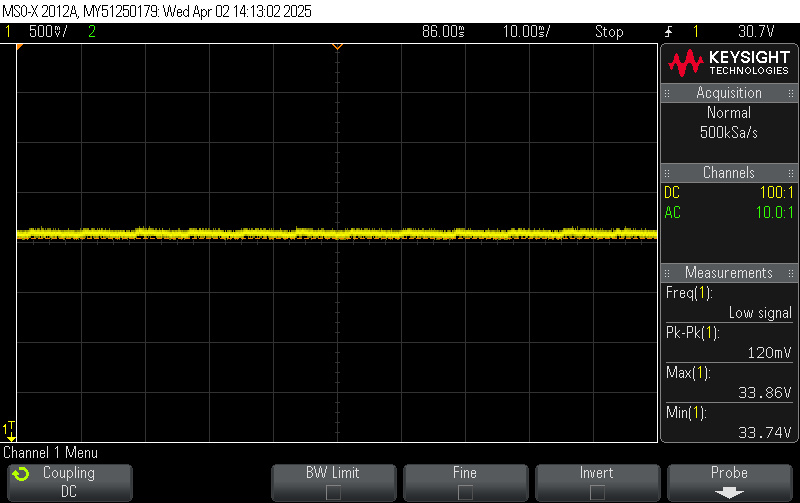 MSO-X 2012A, MY51250179: Wed Apr 02 14:13:02 2025
1 500mV/ 2 86.00s 10.00s/ Stop 1 30.7V
KEYSIGHT
TECHNOLOGIES
Acquisition
Normal
500kSa/s
Channels
DC 100:1
AC 10.0:1
Measurements
Freq(1):
Low signal
Pk-Pk(1):
120mV
Max(1):
33.86V
Min(1):
33.74V
1
T
Channel 1 Menu
Coupling
DC
BW Limit
Fine
Invert
Probe